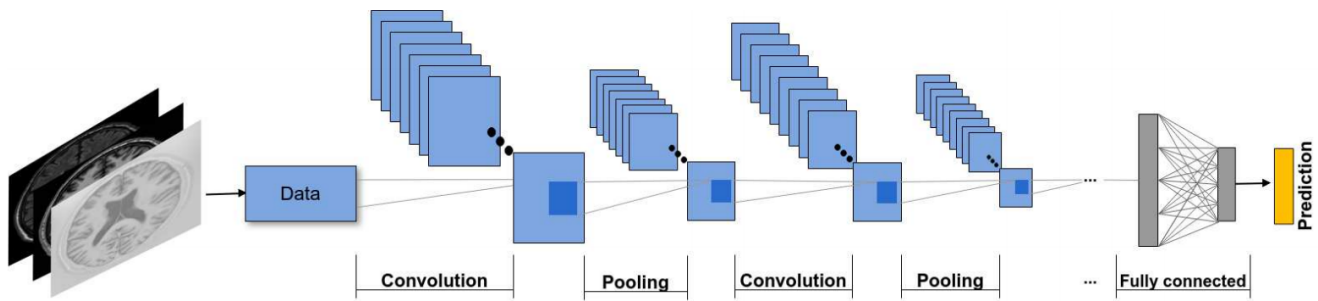 Data
Convolution
Pooling
Convolution
Pooling
...
...
Fully connected
Prediction